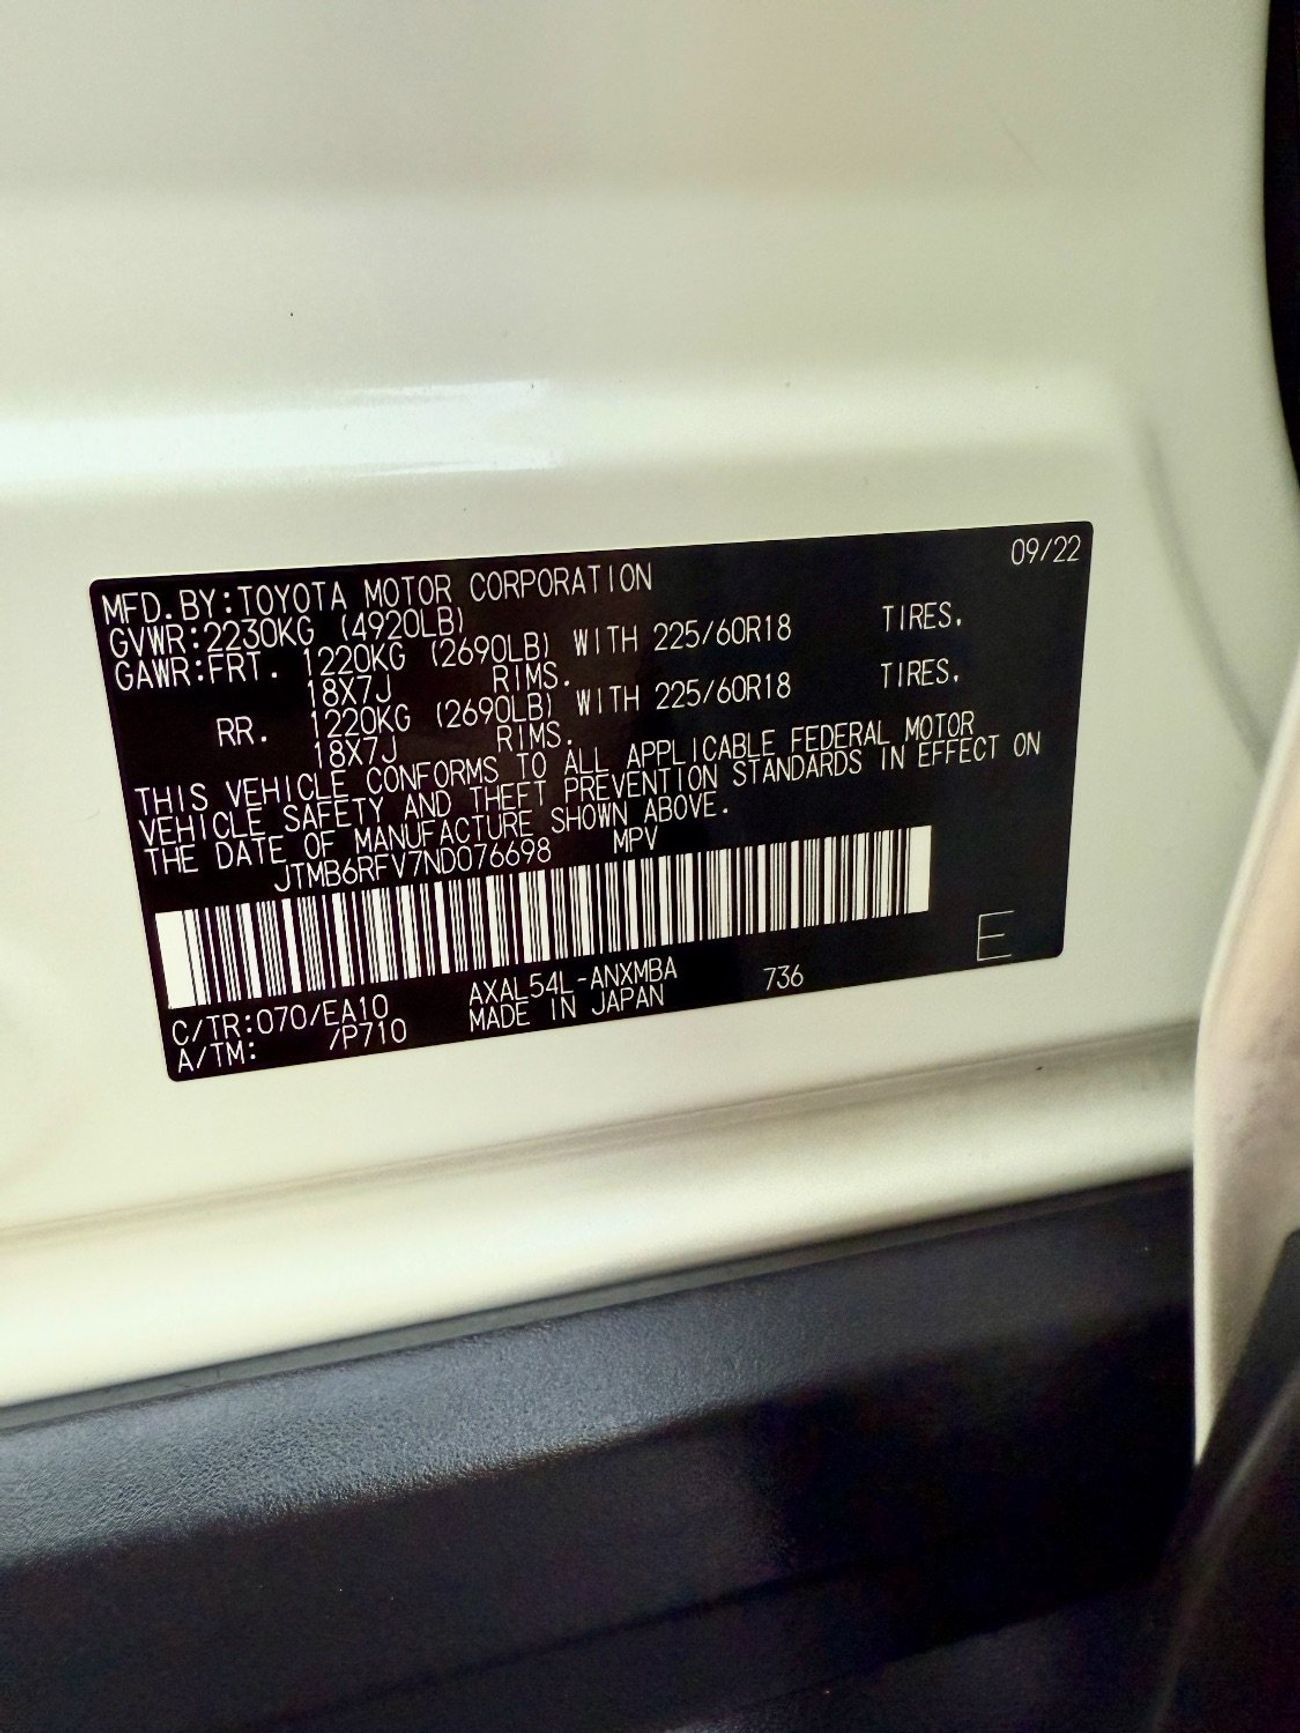 09/22
MFD.BY:TOYOTA MOTOR CORPORATION
GVWR:2230KG (4920LB)
GAWR:FRT. 1220KG (2690LB) WITH 225/60R18 TIRES.
18X7J RIMS.
RR. 1220KG (2690LB) WITH 225/60R18 TIRES.
18X7J RIMS.
THIS VEHICLE CONFORMS TO ALL APPLICABLE FEDERAL MOTOR
VEHICLE SAFETY AND THEFT PREVENTION STANDARDS IN EFFECT ON
THE DATE OF MANUFACTURE SHOWN ABOVE.
JTMB6RFV7ND076698 MPV
C/TR:070/EA10 AXAL54L-ANXMBA 736 E
A/TM: /P710 MADE IN JAPAN